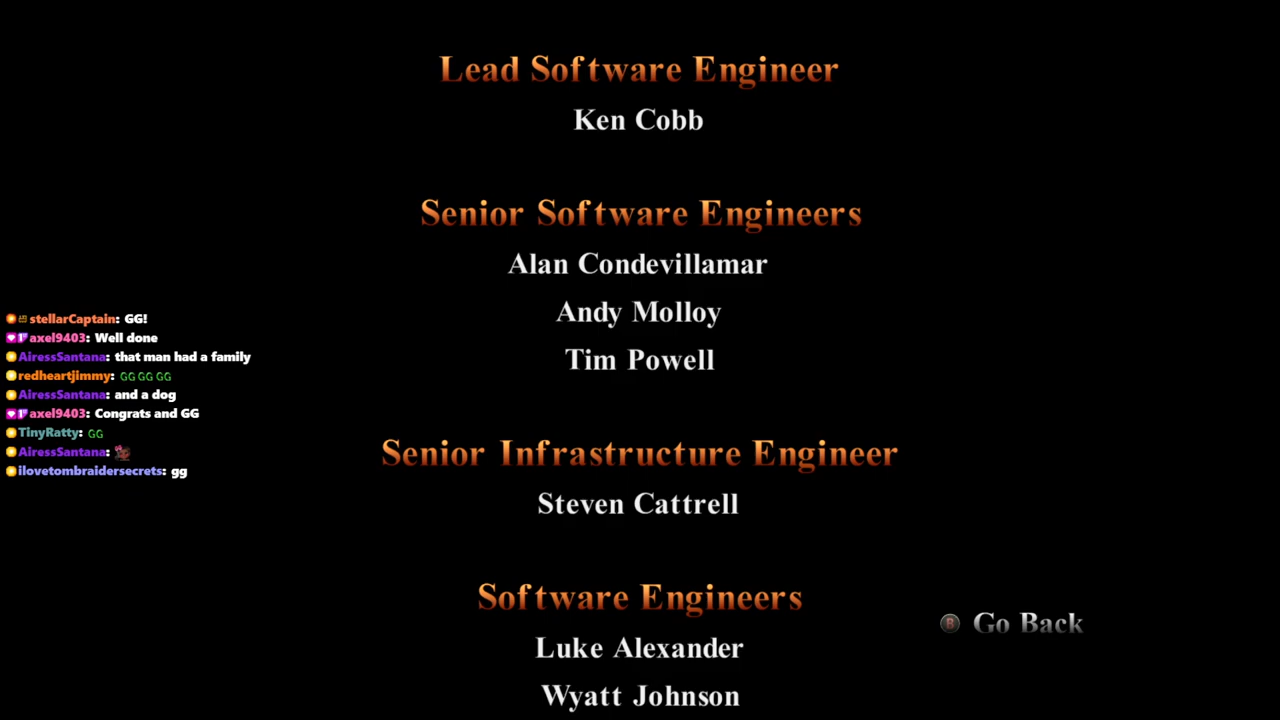 Lead Software Engineer
Ken Cobb
Senior Software Engineers
Alan Condevillamar
Andy Molloy
Tim Powell
Senior Infrastructure Engineer
Steven Cattrell
Software Engineers
Luke Alexander
Wyatt Johnson
B Go Back
stellarCaptain: GG!
axel9403: Well done
AiressSantana: that man had a family
redheartjimmy: GG GG GG
AiressSantana: and a dog
axel9403: Congrats and GG
TinyRatty: GG
AiressSantana:
ilovetombraidersecrets: gg